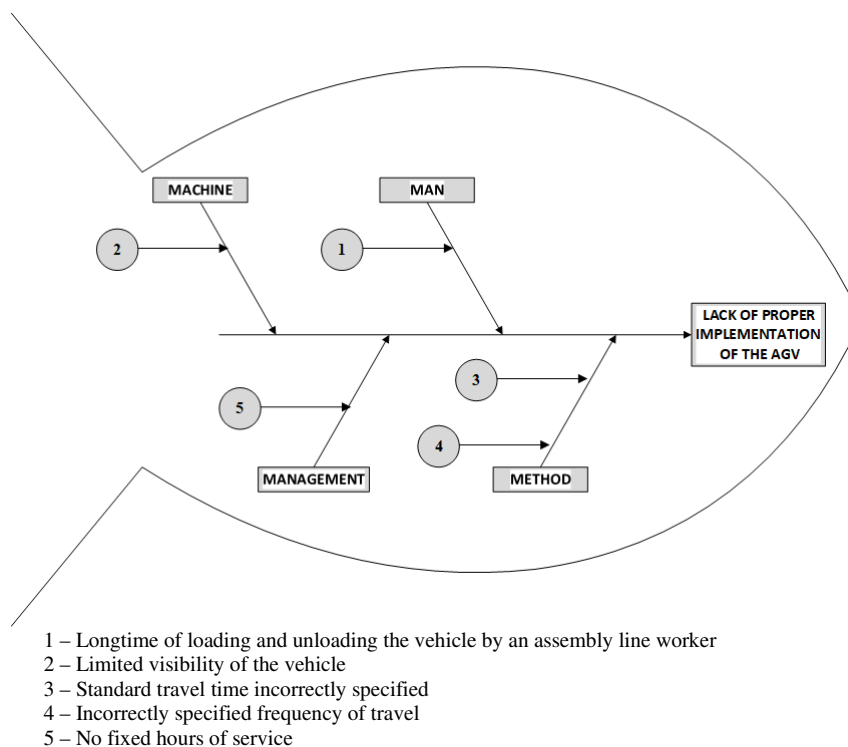 MACHINE
MAN
2
1
LACK OF PROPER
IMPLEMENTATION
OF THE AGV
3
5
4
MANAGEMENT
METHOD
1 – Longtime of loading and unloading the vehicle by an assembly line worker
2 – Limited visibility of the vehicle
3 – Standard travel time incorrectly specified
4 – Incorrectly specified frequency of travel
5 – No fixed hours of service